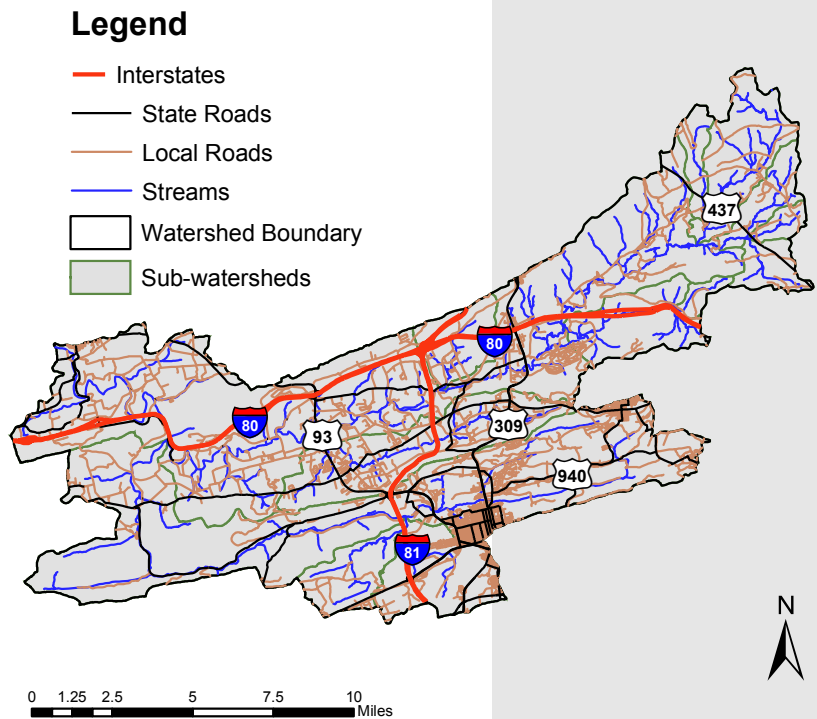 Legend
Interstates
State Roads
Local Roads
Streams
Watershed Boundary
Sub-watersheds
437
80
80
93
309
940
81
N
0 1.25 2.5 5 7.5 10
Miles